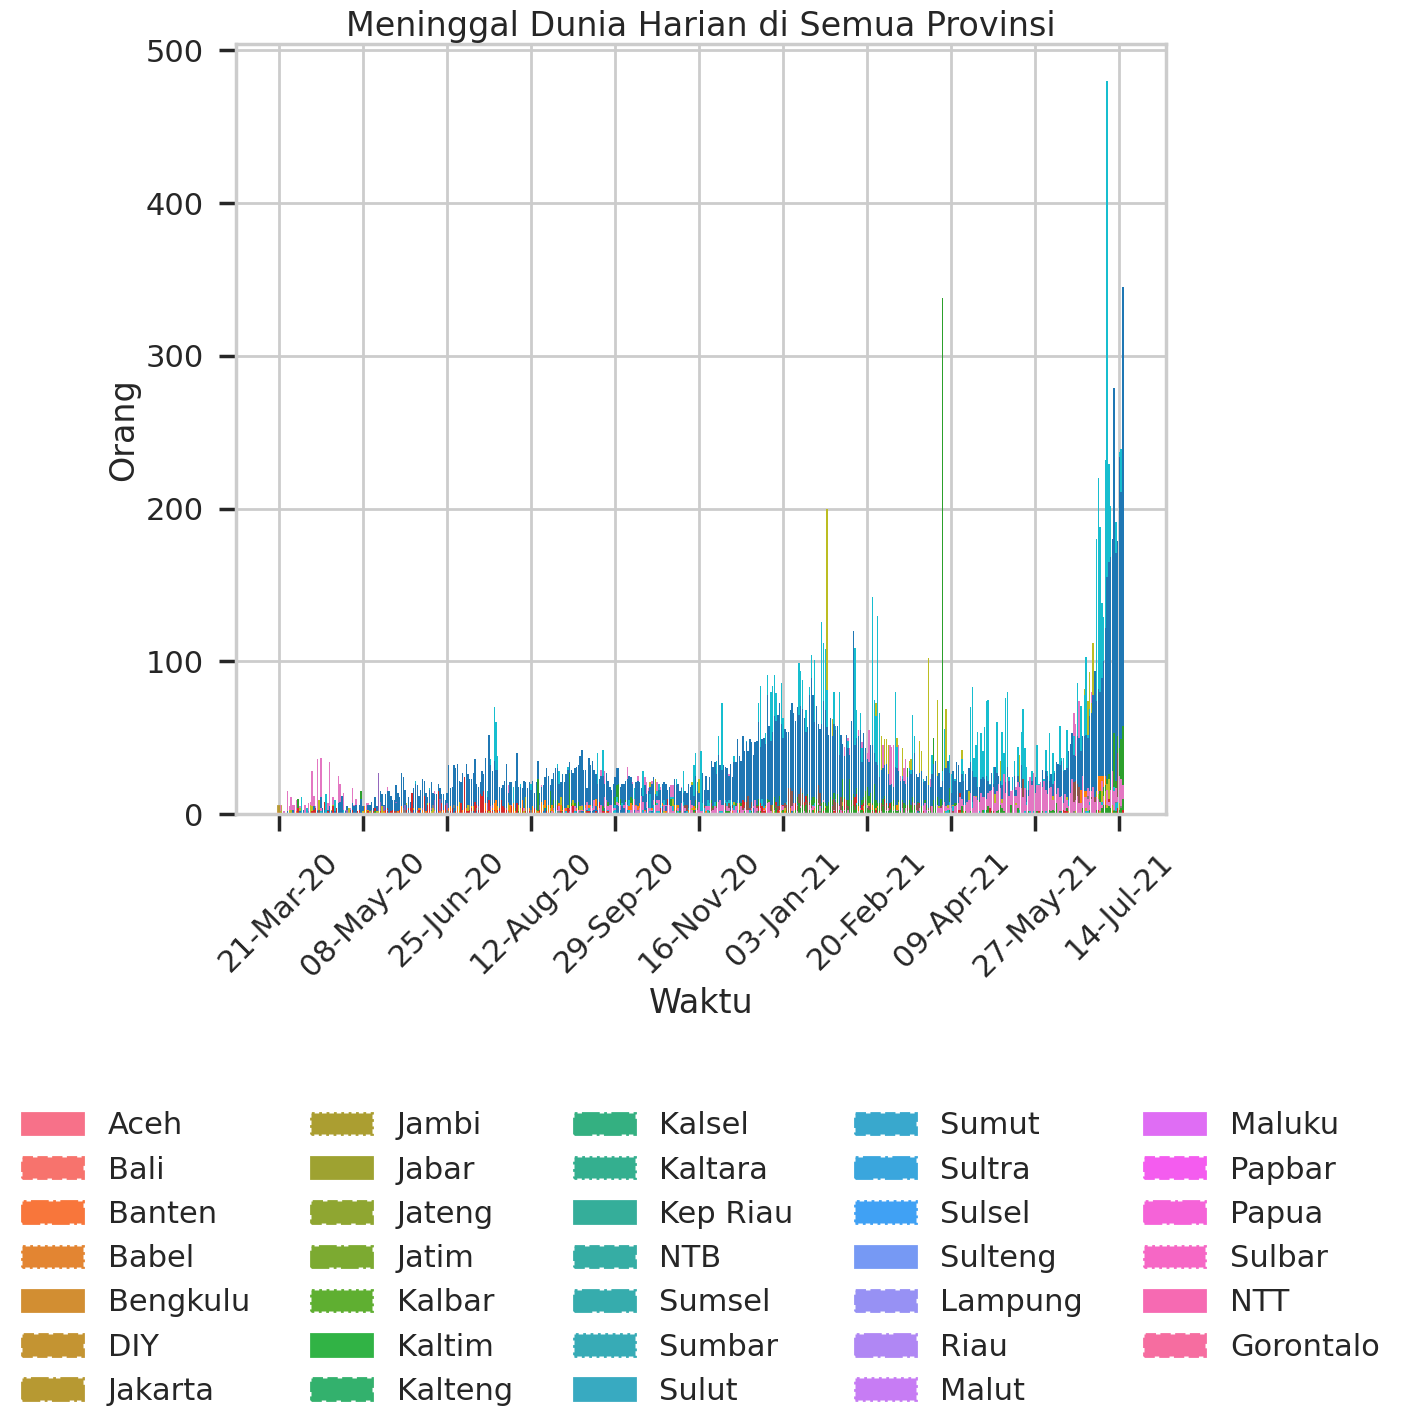 Meninggal Dunia Harian di Semua Provinsi
500
400
300
200
100
0
Orang
21-Mar-20
08-May-20
25-Jun-20
12-Aug-20
29-Sep-20
16-Nov-20
03-Jan-21
20-Feb-21
09-Apr-21
27-May-21
14-Jul-21
Waktu
Aceh
Bali
Banten
Babel
Bengkulu
DIY
Jakarta
Jambi
Jabar
Jateng
Jatim
Kalbar
Kaltim
Kalteng
Kalsel
Kaltara
Kep Riau
NTB
Sumsel
Sumbar
Sulut
Sumut
Sultra
Sulsel
Sulteng
Lampung
Riau
Malut
Maluku
Papbar
Papua
Sulbar
NTT
Gorontalo